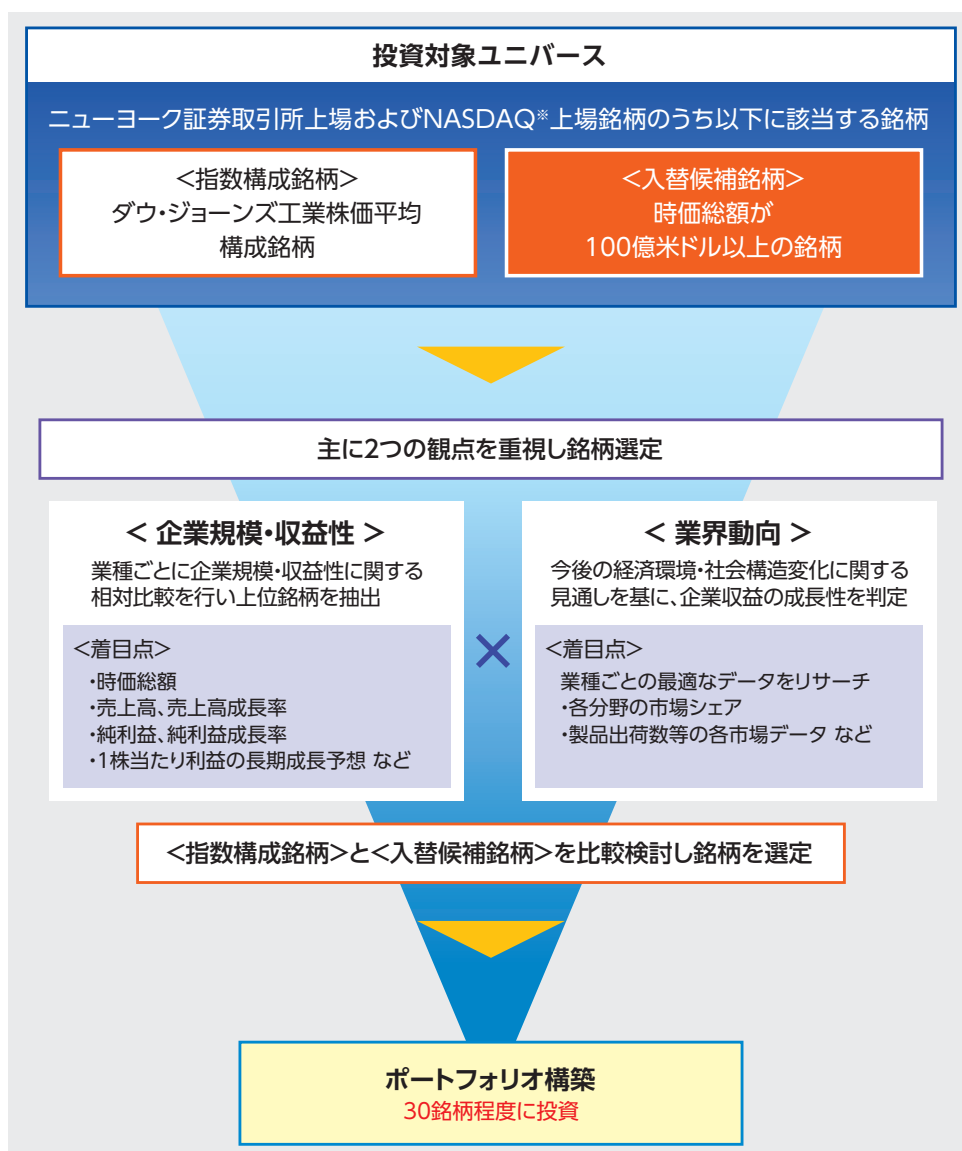 投資対象ユニバース
ニューヨーク証券取引所上場およびNASDAQ※上場銘柄のうち以下に該当する銘柄
<指数構成銘柄>
ダウ・ジョーンズ工業株価平均
構成銘柄
<入替候補銘柄>
時価総額が
100億米ドル以上の銘柄
主に2つの観点を重視し銘柄選定
< 企業規模・収益性 >
業種ごとに企業規模・収益性に関する
相対比較を行い上位銘柄を抽出
<着目点>
・時価総額
・売上高、売上高成長率
・純利益、純利益成長率
・1株当たり利益の長期成長予想 など
×
< 業界動向 >
今後の経済環境・社会構造変化に関する
見通しを基に、企業収益の成長性を判定
<着目点>
業種ごとの最適なデータをリサーチ
・各分野の市場シェア
・製品出荷数等の各市場データ など
<指数構成銘柄>と<入替候補銘柄>を比較検討し銘柄を選定
ポートフォリオ構築
30銘柄程度に投資